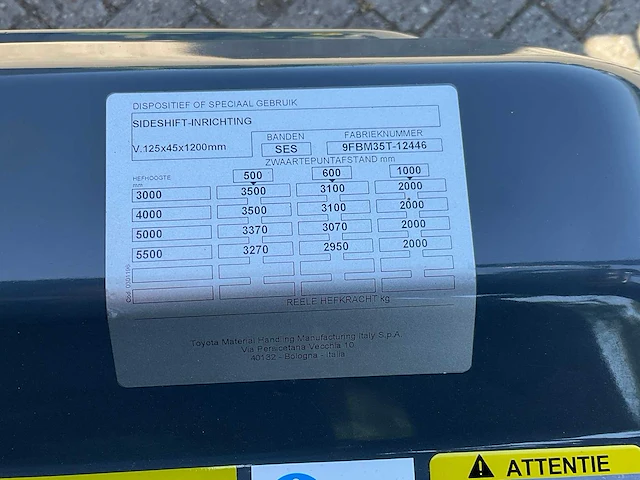 DISPOSITIEF OF SPECIAAL GEBRUIK
SIDESHIFT-INRICHTING
V.125x45x1200mm
BANDEN
SES
FABRIEKNUMMER
9FBM35T-12446
ZWAARTEPUNTAFSTAND mm
HEFHOOGTE
mm
500 600 1000
3000 3500 3100 2000
4000 3500 3100 2000
5000 3370 3070 2000
5500 3270 2950 2000
REELE HEFKRACHT kg
Toyota Material Handling Manufacturing Italy S.p.A.
Via Persicetana Vecchia 10
40132 - Bologna - Italia
ATTENTIE